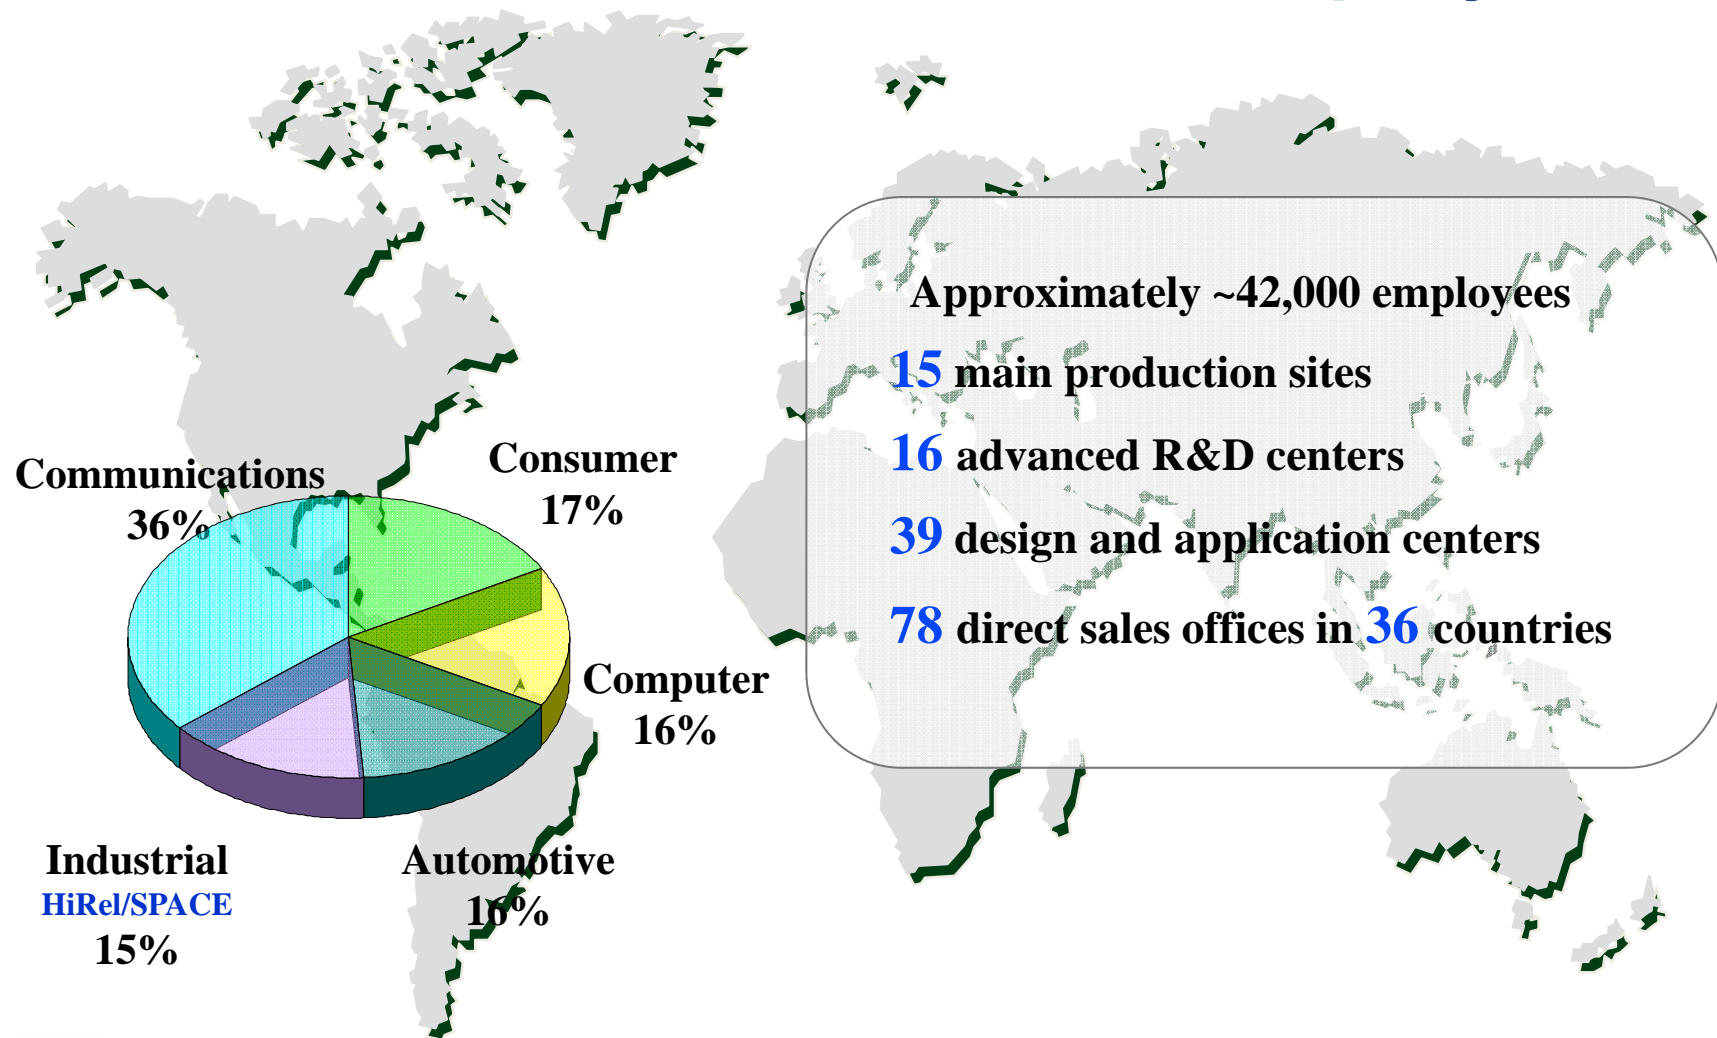 Approximately ~42,000 employees
15 main production sites
16 advanced R&D centers
39 design and application centers
78 direct sales offices in 36 countries
Communications
36%
Consumer
17%
Computer
16%
Automotive
16%
Industrial
HiRel/SPACE
15%